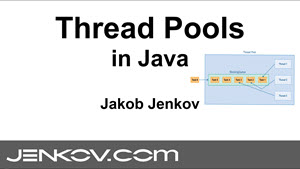 Thread Pools
in Java
Jakob Jenkov
JENKOV.COM